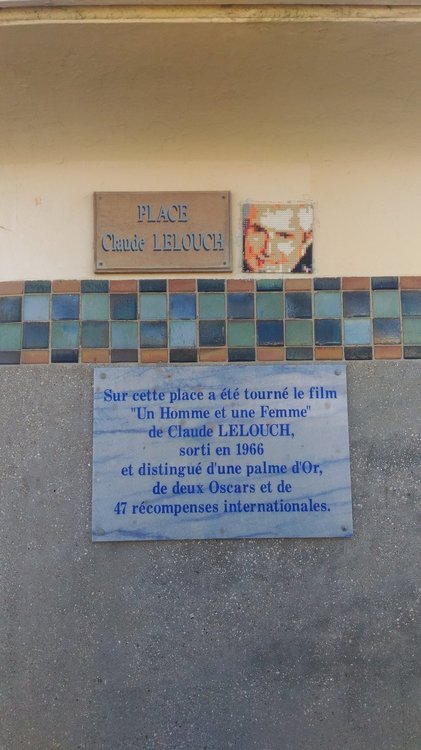 PLACE
Claude LELOUCH
Sur cette place a été tourné le film
"Un Homme et une Femme"
de Claude LELOUCH,
sorti en 1966
et distingué d'une palme d'Or,
de deux Oscars et de
47 récompenses internationales.